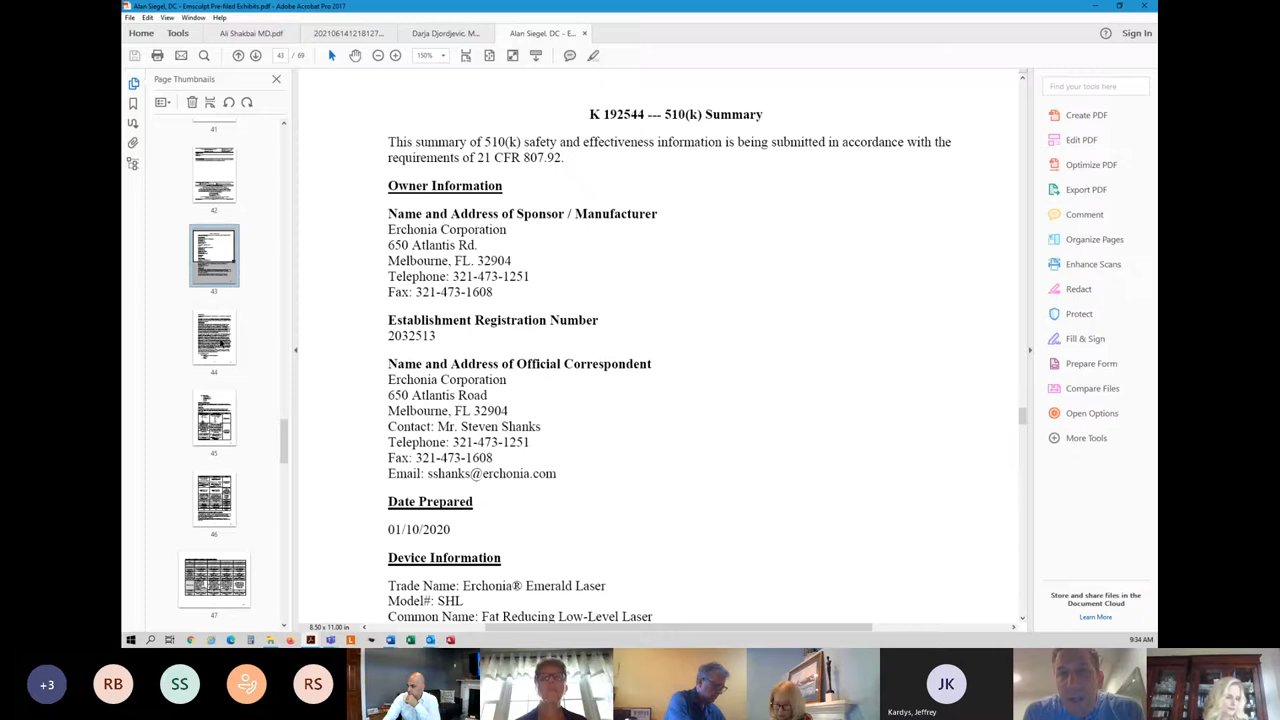 Alan Siegel, DC - Emsculpt Pre-filed Exhibits.pdf - Adobe Acrobat Pro 2017
File Edit View Window Help
Home Tools Ali Shakbai MD.pdf 202106141218127... Darja Djordjevic, M... Alan Siegel, DC - E...
Sign In
43 / 69 150%
Page Thumbnails
41
42
43
44
45
46
47
K 192544 --- 510(k) Summary
This summary of 510(k) safety and effectiveness information is being submitted in accordance with the
requirements of 21 CFR 807.92.
Owner Information
Name and Address of Sponsor / Manufacturer
Erchonia Corporation
650 Atlantis Rd.
Melbourne, FL. 32904
Telephone: 321-473-1251
Fax: 321-473-1608
Establishment Registration Number
2032513
Name and Address of Official Correspondent
Erchonia Corporation
650 Atlantis Road
Melbourne, FL 32904
Contact: Mr. Steven Shanks
Telephone: 321-473-1251
Fax: 321-473-1608
Email: sshanks@erchonia.com
Date Prepared
01/10/2020
Device Information
Trade Name: Erchonia® Emerald Laser
Model#: SHL
Common Name: Fat Reducing Low-Level Laser
8.50 x 11.00 in
Find your tools here
Create PDF
Edit PDF
Optimize PDF
Export PDF
Comment
Organize Pages
Enhance Scans
Redact
Protect
Fill & Sign
Prepare Form
Compare Files
Open Options
More Tools
Store and share files in the
Document Cloud
Learn More
9:34 AM
+3
RB
SS
RS
JK
Kardys, Jeffrey